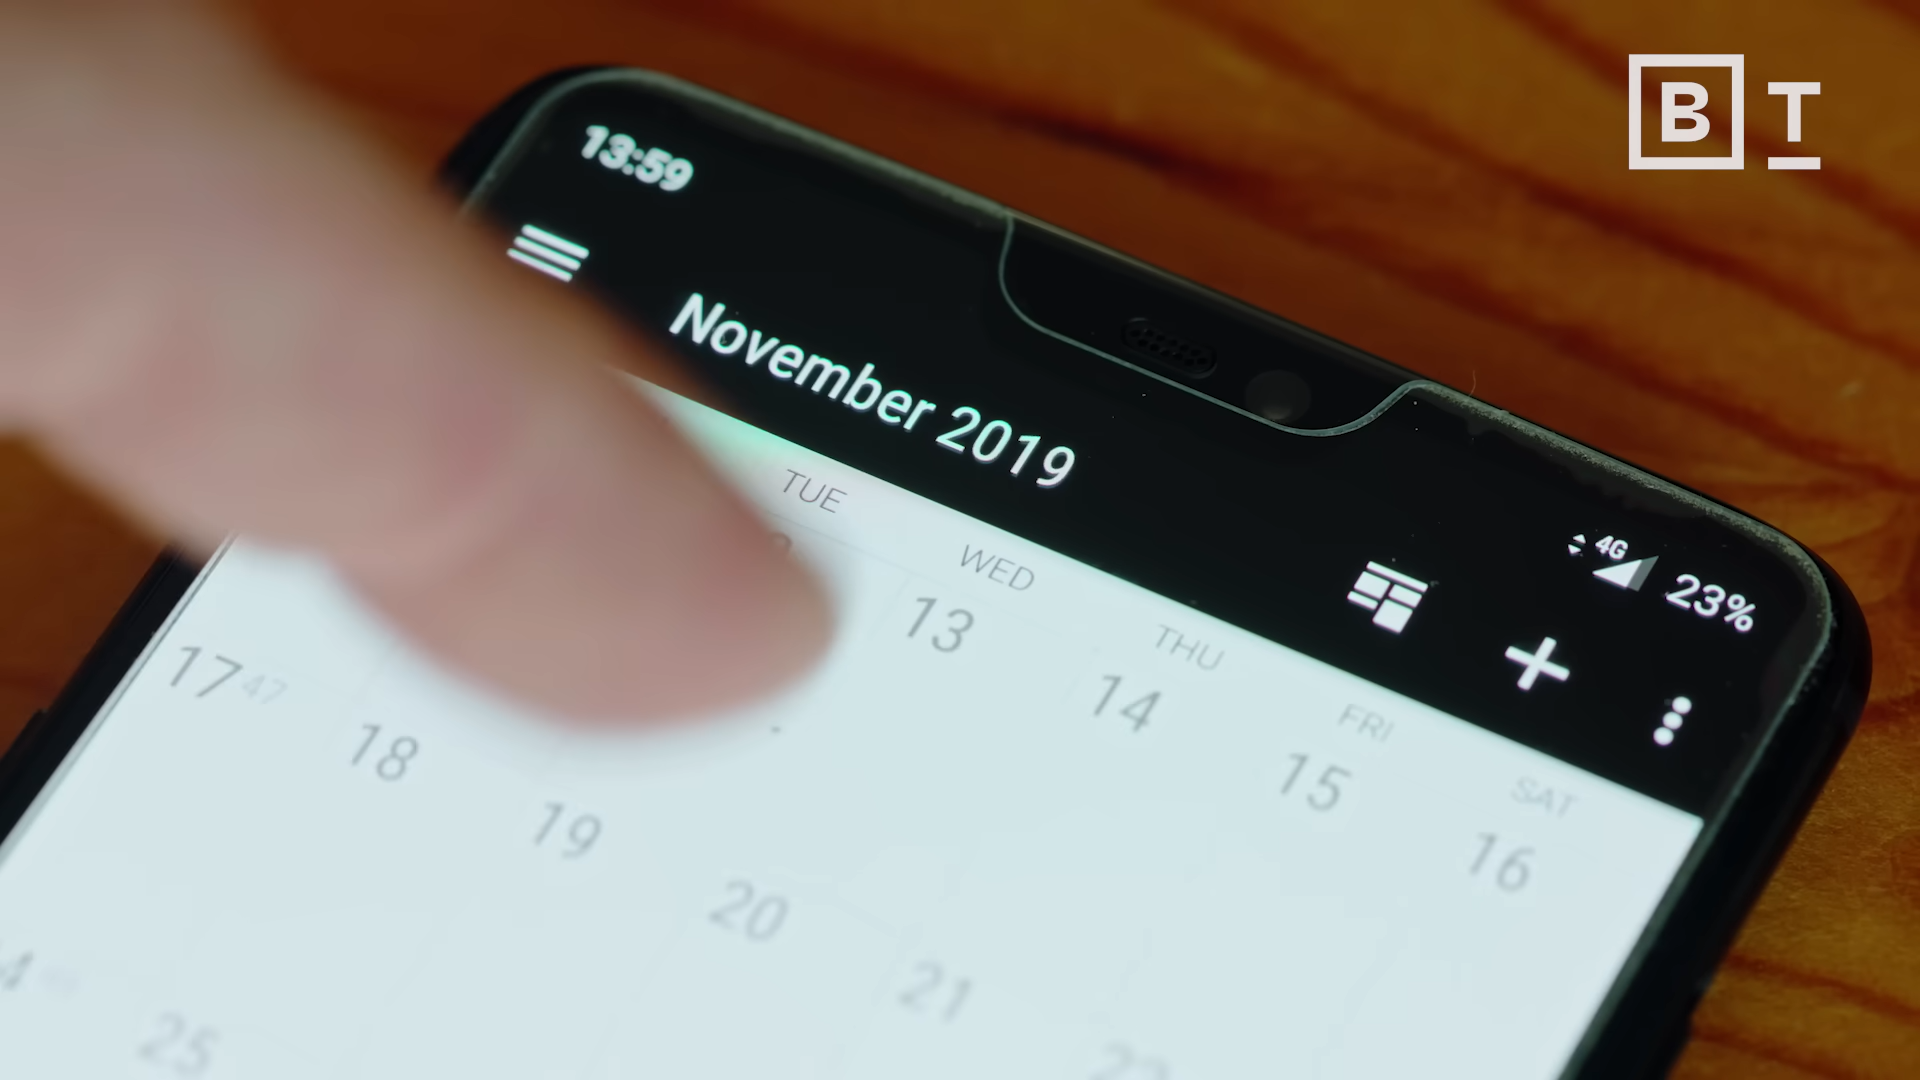 B T
13:59
November 2019
4G
23%
TUE WED THU FRI SAT
13 14 15 16
17 47 18 19 20 21
25